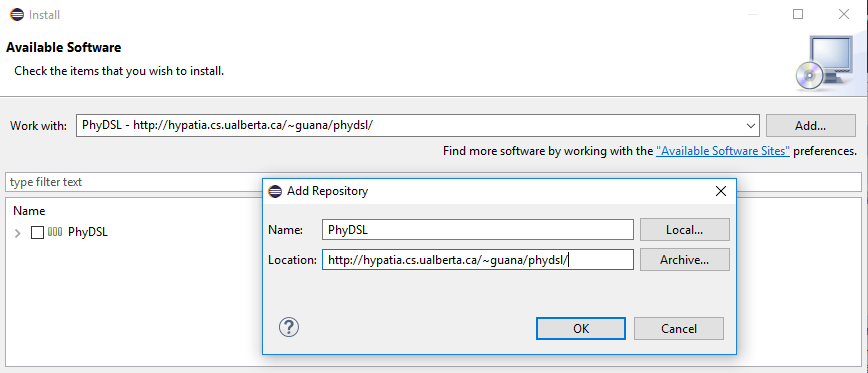 Install
Available Software
Check the items that you wish to install.
Work with: PhyDSL - http://hypatia.cs.ualberta.ca/~guana/phydsl/ Add...
Find more software by working with the "Available Software Sites" preferences.
type filter text
Name
PhyDSL
Add Repository
Name: PhyDSL Local...
Location: http://hypatia.cs.ualberta.ca/~guana/phydsl/ Archive...
? OK Cancel